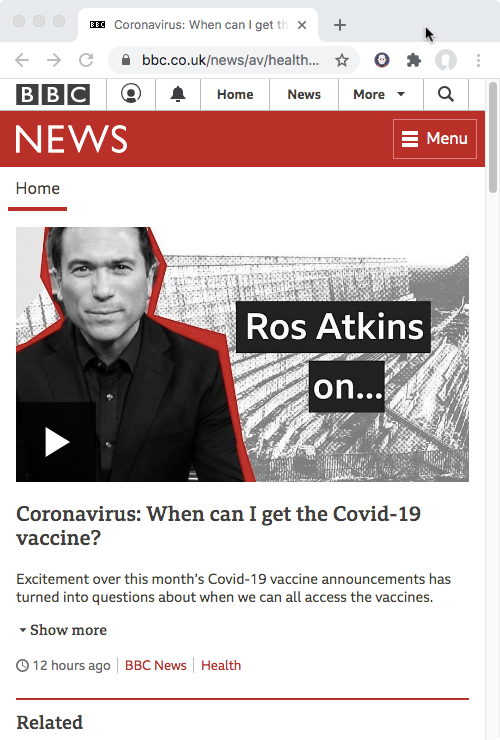 BBC Coronavirus: When can I get th
bbc.co.uk/news/av/health...
BBC Home News More
NEWS Menu
Home
Ros Atkins
on...
Coronavirus: When can I get the Covid-19
vaccine?
Excitement over this month's Covid-19 vaccine announcements has
turned into questions about when we can all access the vaccines.
Show more
12 hours ago BBC News Health
Related